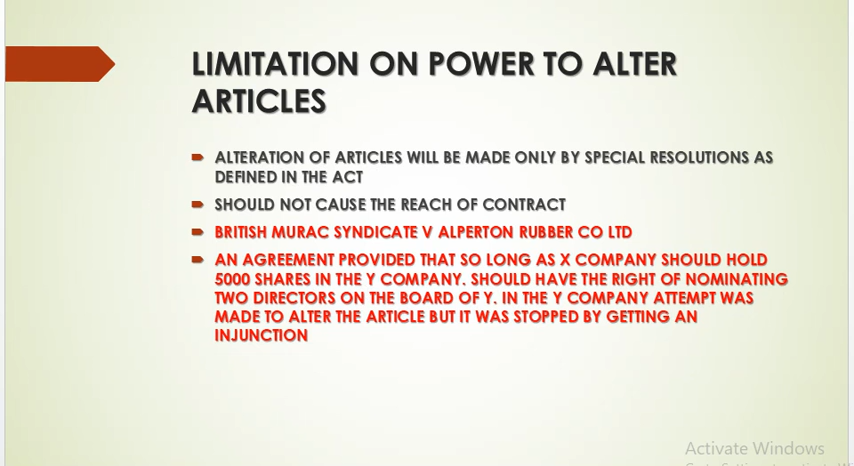 LIMITATION ON POWER TO ALTER
ARTICLES
ALTERATION OF ARTICLES WILL BE MADE ONLY BY SPECIAL RESOLUTIONS AS
DEFINED IN THE ACT
SHOULD NOT CAUSE THE REACH OF CONTRACT
BRITISH MURAC SYNDICATE V ALPERTON RUBBER CO LTD
AN AGREEMENT PROVIDED THAT SO LONG AS X COMPANY SHOULD HOLD
5000 SHARES IN THE Y COMPANY. SHOULD HAVE THE RIGHT OF NOMINATING
TWO DIRECTORS ON THE BOARD OF Y. IN THE Y COMPANY ATTEMPT WAS
MADE TO ALTER THE ARTICLE BUT IT WAS STOPPED BY GETTING AN
INJUNCTION
Activate Windows